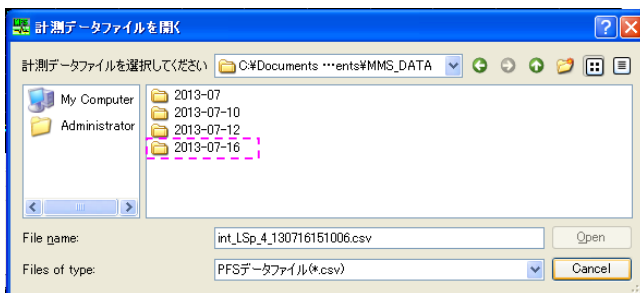 計測データファイルを開く
計測データファイルを選択してください C:¥Documents …ents¥MMS_DATA
My Computer
Administrator
2013-07
2013-07-10
2013-07-12
2013-07-16
File name: int_LSp_4_130716151006.csv Open
Files of type: PFSデータファイル(*.csv) Cancel